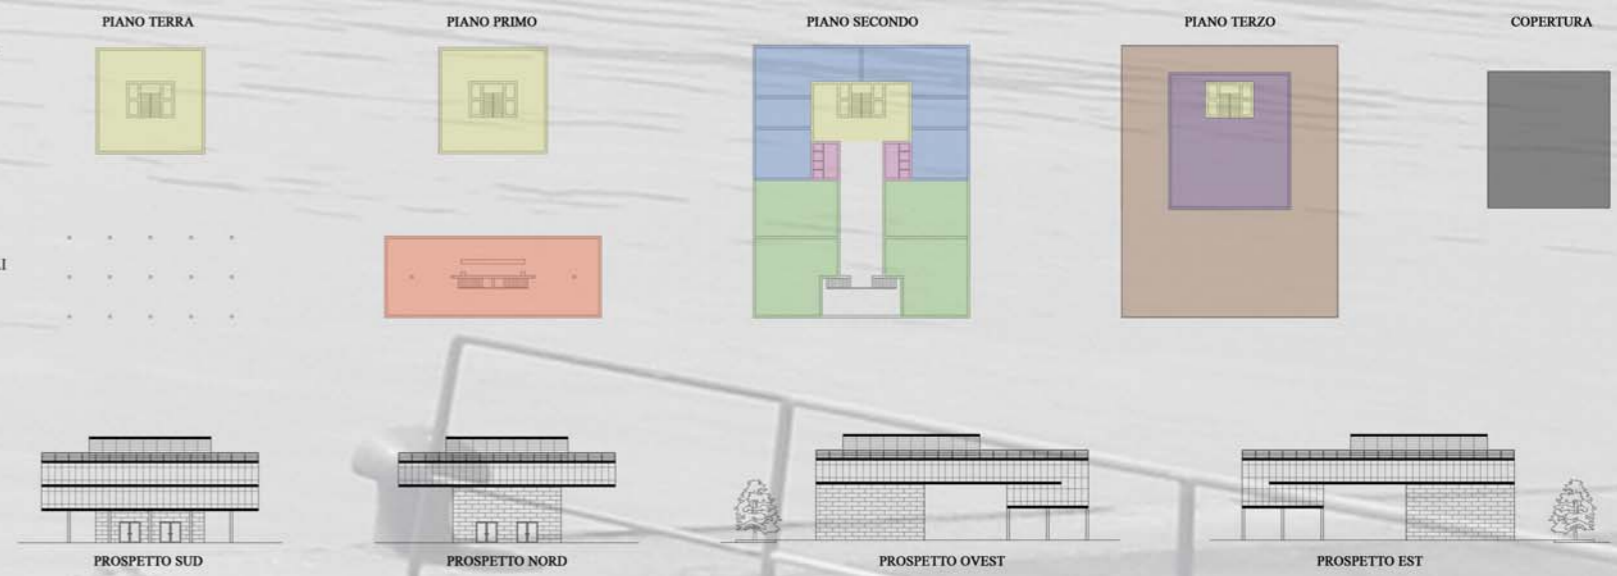 PIANO TERRA
PIANO PRIMO
PIANO SECONDO
PIANO TERZO
COPERTURA
PROSPETTO SUD
PROSPETTO NORD
PROSPETTO OVEST
PROSPETTO EST